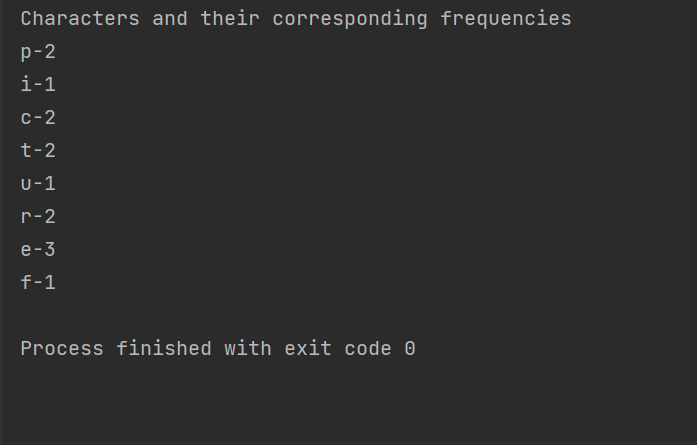 Characters and their corresponding frequencies
p-2
i-1
c-2
t-2
u-1
r-2
e-3
f-1
Process finished with exit code 0